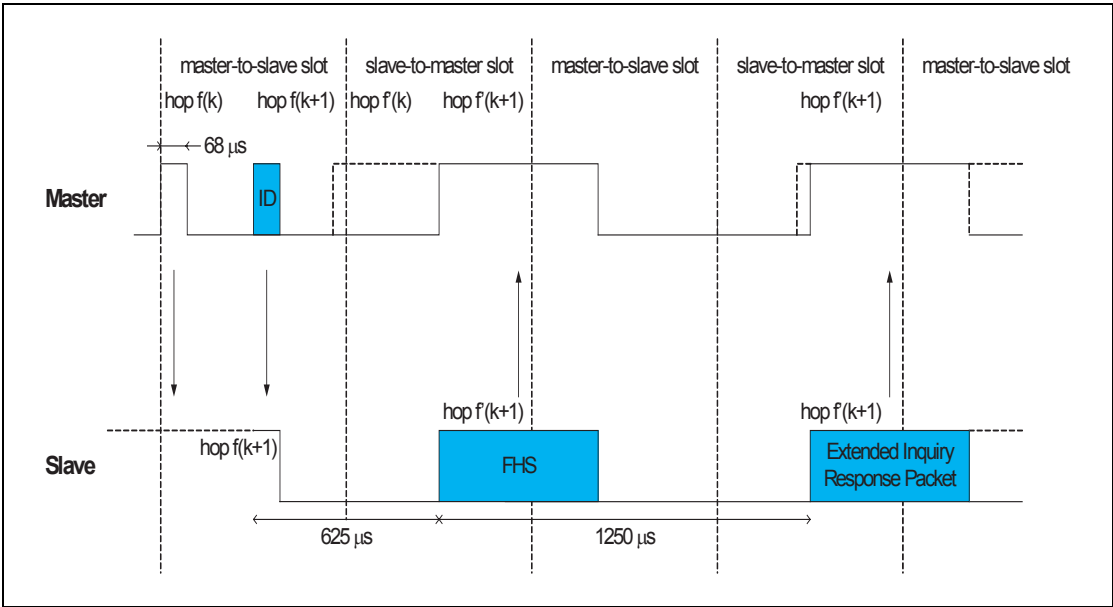 master-to-slave slot slave-to-master slot master-to-slave slot slave-to-master slot master-to-slave slot
hop f(k) hop f(k+1) hop f'(k) hop f'(k+1) hop f'(k+1)
68 μs
Master
ID
hop f(k+1)
hop f'(k+1)
hop f'(k+1)
Slave
FHS
Extended Inquiry
Response Packet
625 μs
1250 μs